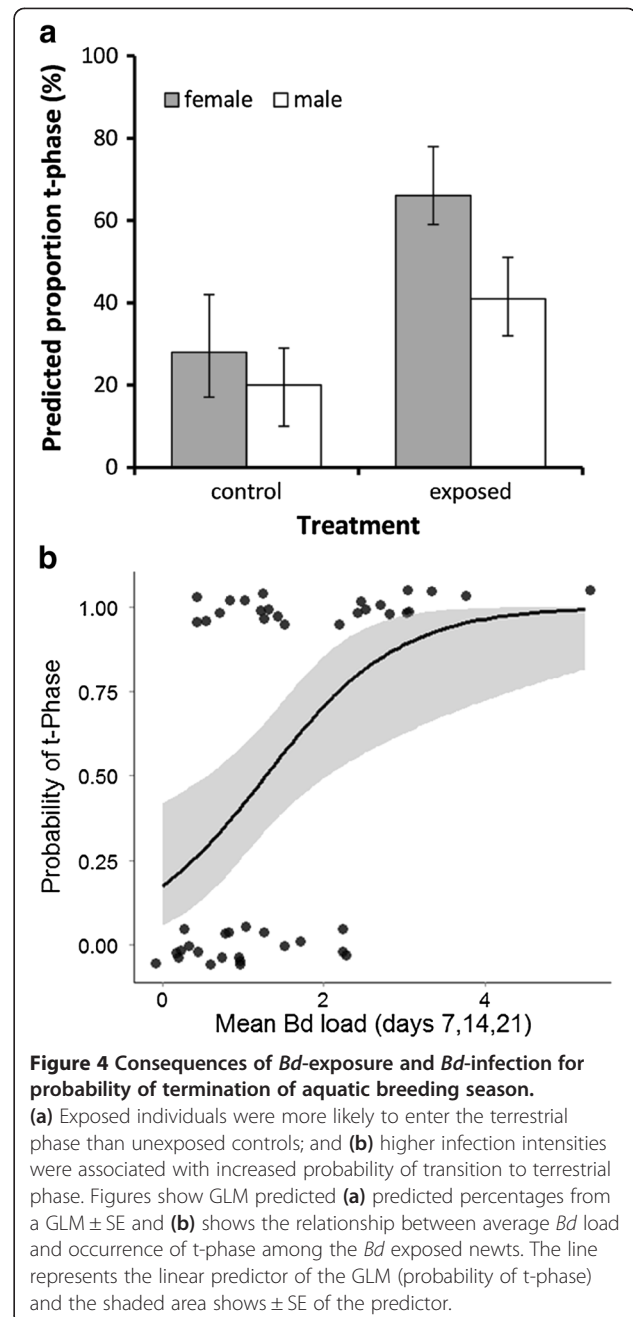 a
Predicted proportion t-phase (%)
100
80
60
40
20
0
female male
control exposed
Treatment
b
Probability of t-Phase
1.00
0.75
0.50
0.25
0.00
0 2 4
Mean Bd load (days 7,14,21)
Figure 4 Consequences of Bd-exposure and Bd-infection for
probability of termination of aquatic breeding season.
(a) Exposed individuals were more likely to enter the terrestrial
phase than unexposed controls; and (b) higher infection intensities
were associated with increased probability of transition to terrestrial
phase. Figures show GLM predicted (a) predicted percentages from
a GLM ± SE and (b) shows the relationship between average Bd load
and occurrence of t-phase among the Bd exposed newts. The line
represents the linear predictor of the GLM (probability of t-phase)
and the shaded area shows ± SE of the predictor.